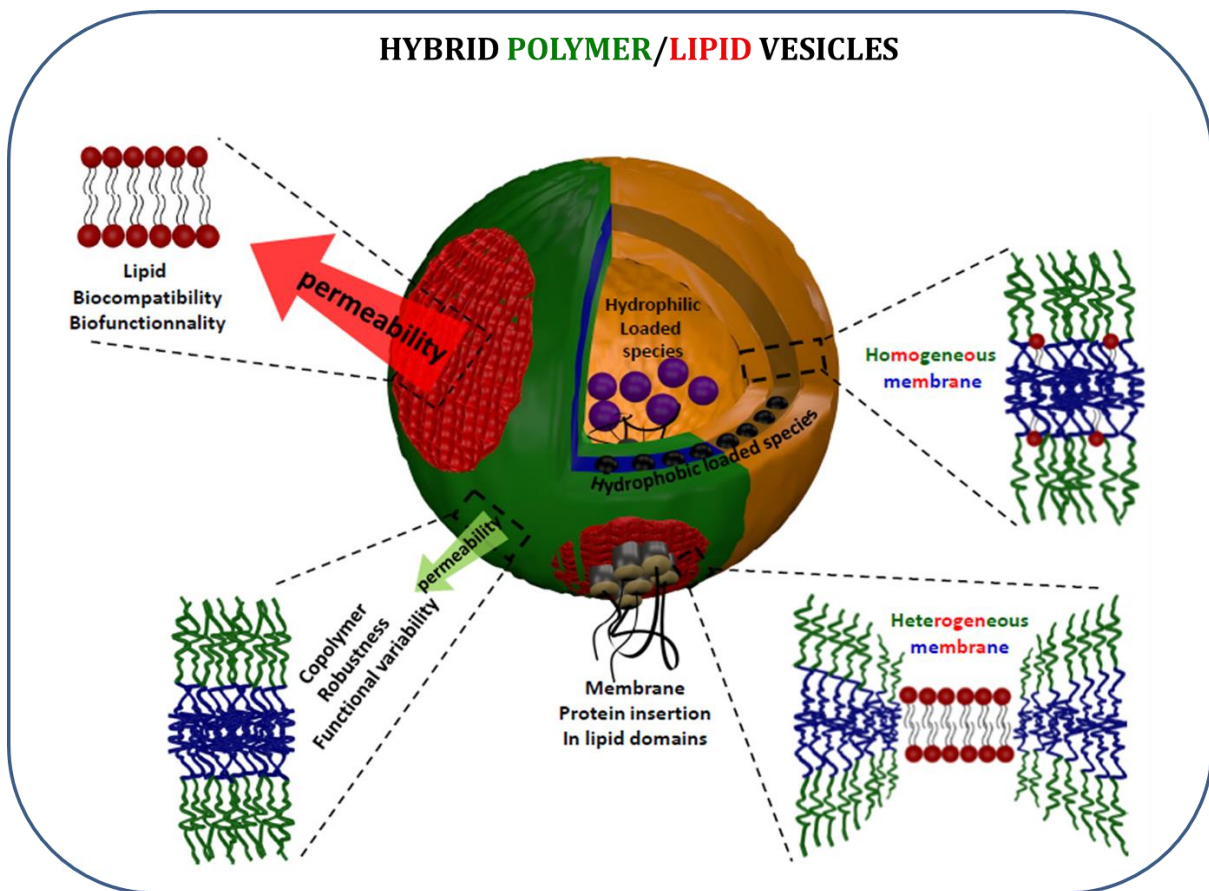 HYBRID POLYMER/LIPID VESICLES
Lipid
Biocompatibility
Biofunctionnality
permeability
Hydrophilic
Loaded
species
Hydrophobic loaded species
Homogeneous
membrane
permeability
Copolymer
Robustness
Functional variability
Membrane
Protein insertion
In lipid domains
Heterogeneous
membrane